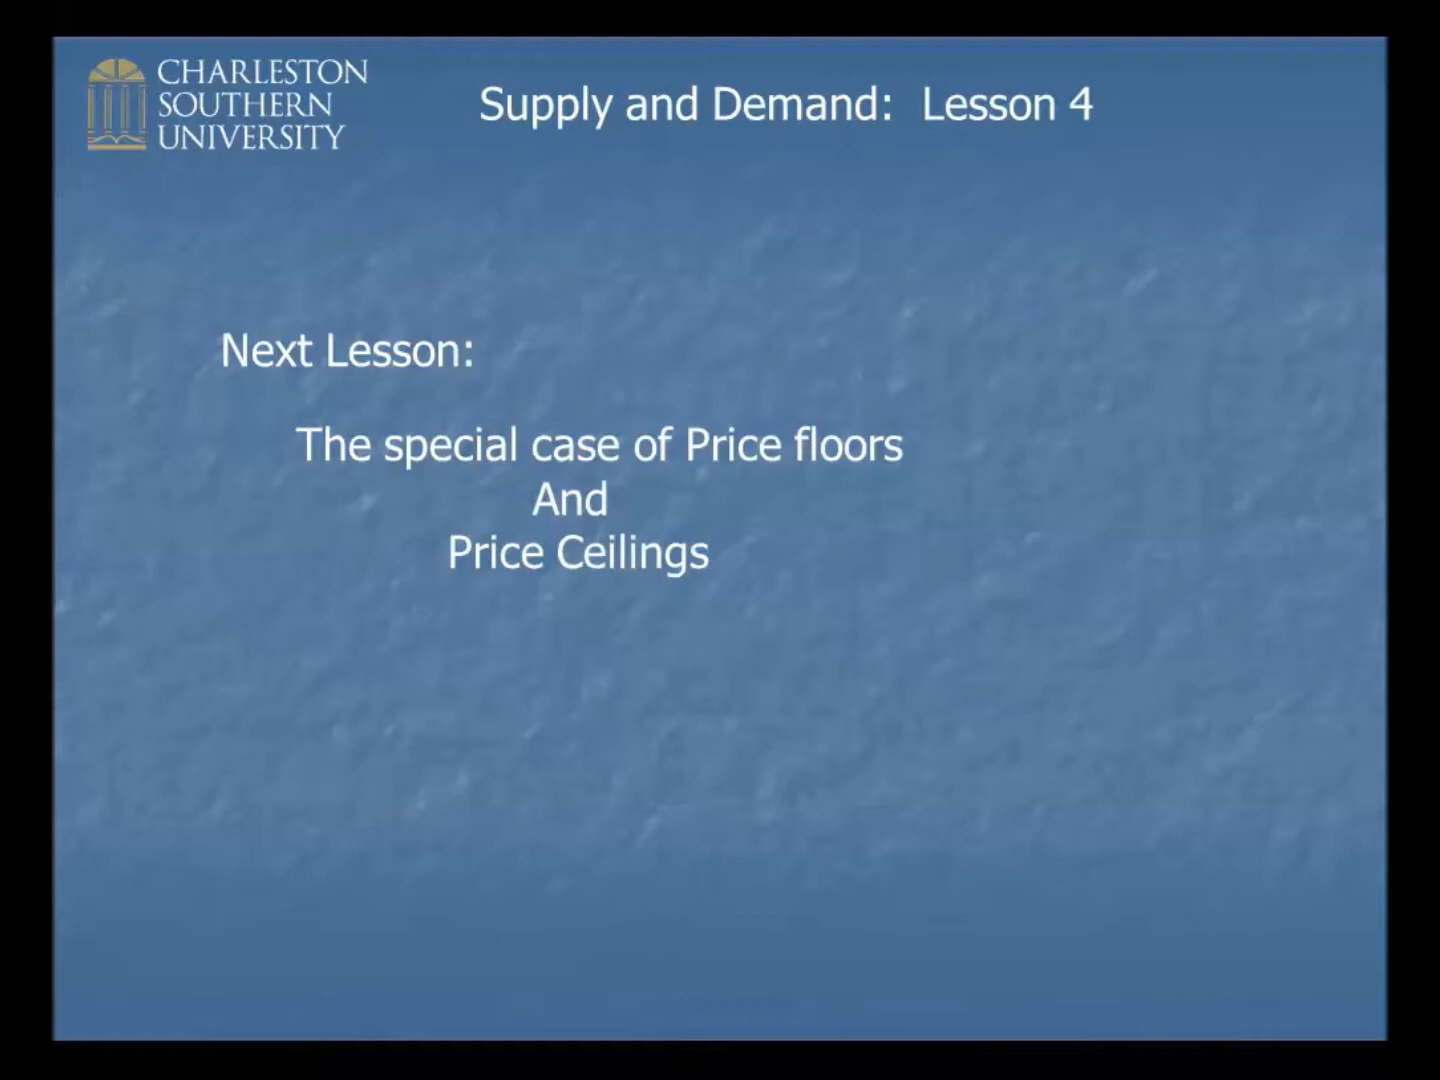 CHARLESTON
SOUTHERN
UNIVERSITY
Supply and Demand: Lesson 4
Next Lesson:
The special case of Price floors
And
Price Ceilings